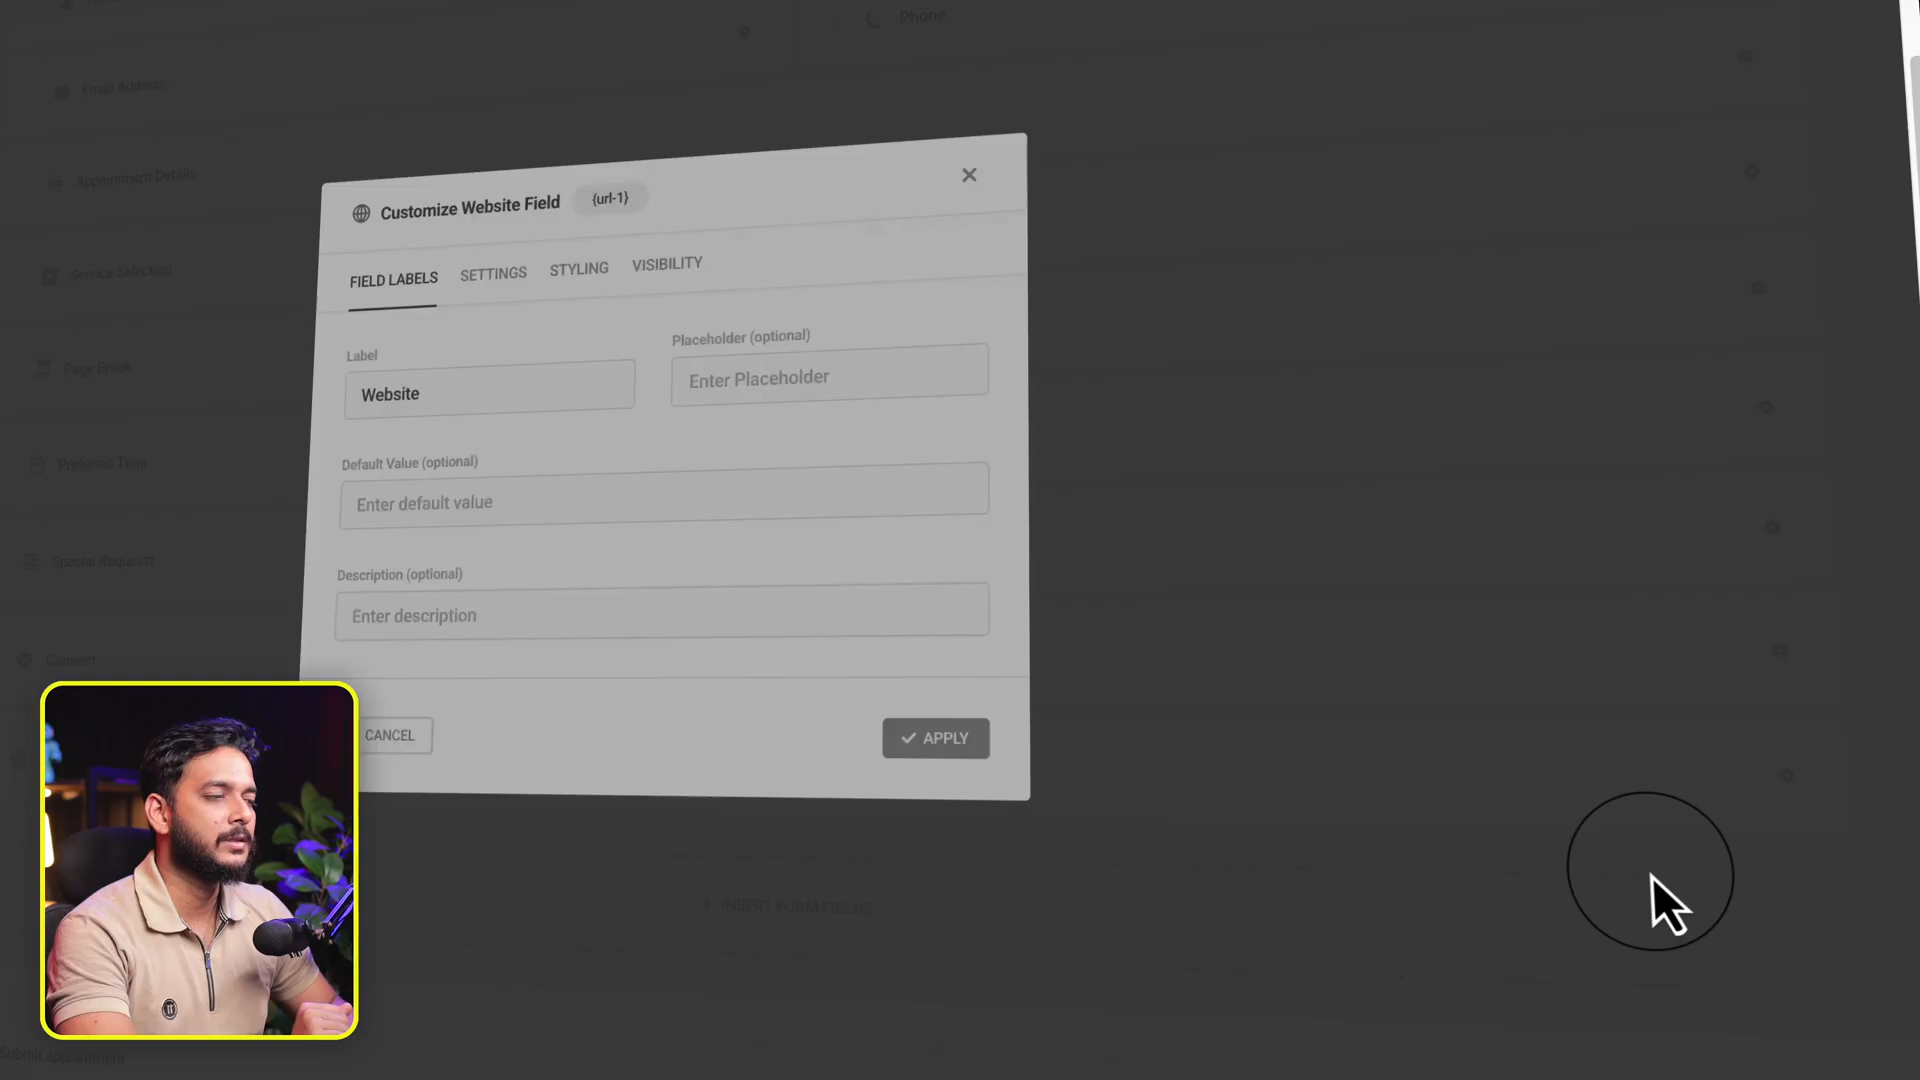 Phone
Email Address
Appointment Details
Service Selection
Page Break
Preferred Time
Special Requests
Consent
Customize Website Field
{url-1}
FIELD LABELS
SETTINGS
STYLING
VISIBILITY
Label
Website
Placeholder (optional)
Enter Placeholder
Default Value (optional)
Enter default value
Description (optional)
Enter description
CANCEL
APPLY
+ INSERT FORM FIELDS
Submit appointment